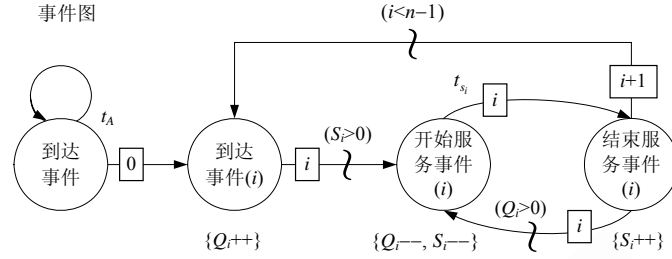 事件图
(i<n−1)
i+1
t_A
t_{s_i}
i
(S_i>0)
到达
事件
0
到达
事件(i)
i
开始服
务事件
(i)
结束服
务事件
(i)
(Q_i>0)
i
{Q_i++}
{Q_i−−, S_i−−}
{S_i++}